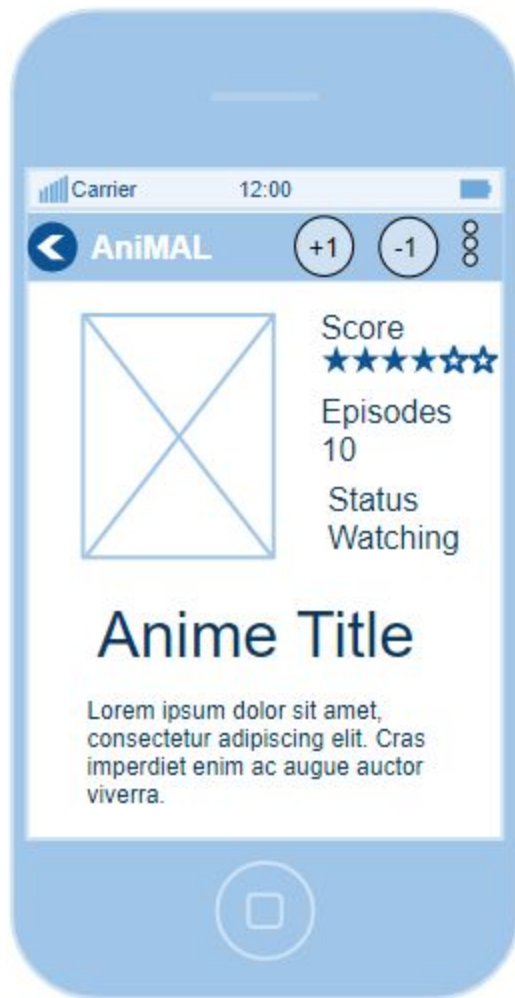 Carrier 12:00
AniMAL +1 -1
Score
Episodes
10
Status
Watching
Anime Title
Lorem ipsum dolor sit amet,
consectetur adipiscing elit. Cras
imperdiet enim ac augue auctor
viverra.